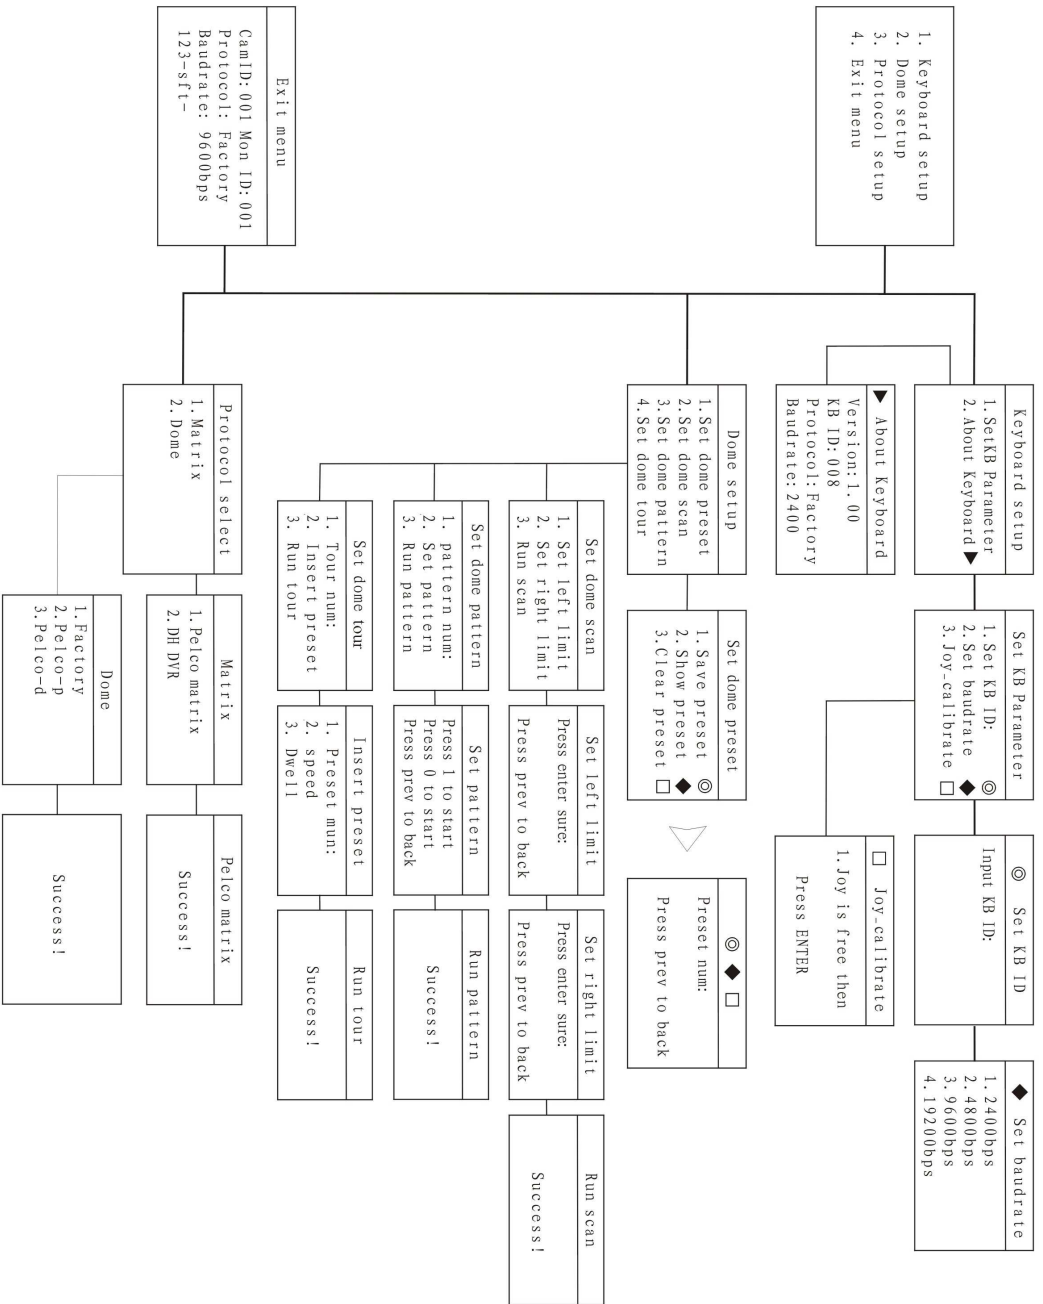 1. Keyboard setup
2. Dome setup
3. Protocol setup
4. Exit menu
Exit menu
CamID:001 Mon ID:001
Protocol: Factory
Baudrate: 9600bps
123-sft-
Keyboard setup
1.SetKB Parameter
2.About Keyboard▶
▶ About Keyboard
Version:1.00
KB ID:008
Protocol:Factory
Baudrate:2400
Set KB Parameter
1.Set KB ID: ◎
2.Set baudrate ◆
3.Joy-calibrate □
◎ Set KB ID
Input KB ID:
◆ Set baudrate
1.2400bps
2.4800bps
3.9600bps
4.19200bps
□ Joy-calibrate
1.Joy is free then
Press ENTER
Dome setup
1.Set dome preset
2.Set dome scan
3.Set dome pattern
4.Set dome tour
Set dome preset
1.Save preset ◎
2.Show preset ◆
3.Clear preset □
◎ ◆ □
Preset num:
Press prev to back
Set dome scan
1. Set left limit
2. Set right limit
3. Run scan
Set left limit
Press enter sure:
Press prev to back
Set right limit
Press enter sure:
Press prev to back
Run scan
Success!
Set dome pattern
1. pattern num:
2. Set pattern
3. Run pattern
Set pattern
Press 1 to start
Press 0 to start
Press prev to back
Run pattern
Success!
Set dome tour
1. Tour num:
2. Insert preset
3. Run tour
Insert preset
1. Preset mun:
2. speed
3. Dwell
Run tour
Success!
Protocol select
1.Matrix
2.Dome
Matrix
1.Pelco matrix
2.DH DVR
Pelco matrix
Success!
Dome
1.Factory
2.Pelco-p
3.Pelco-d
Success!